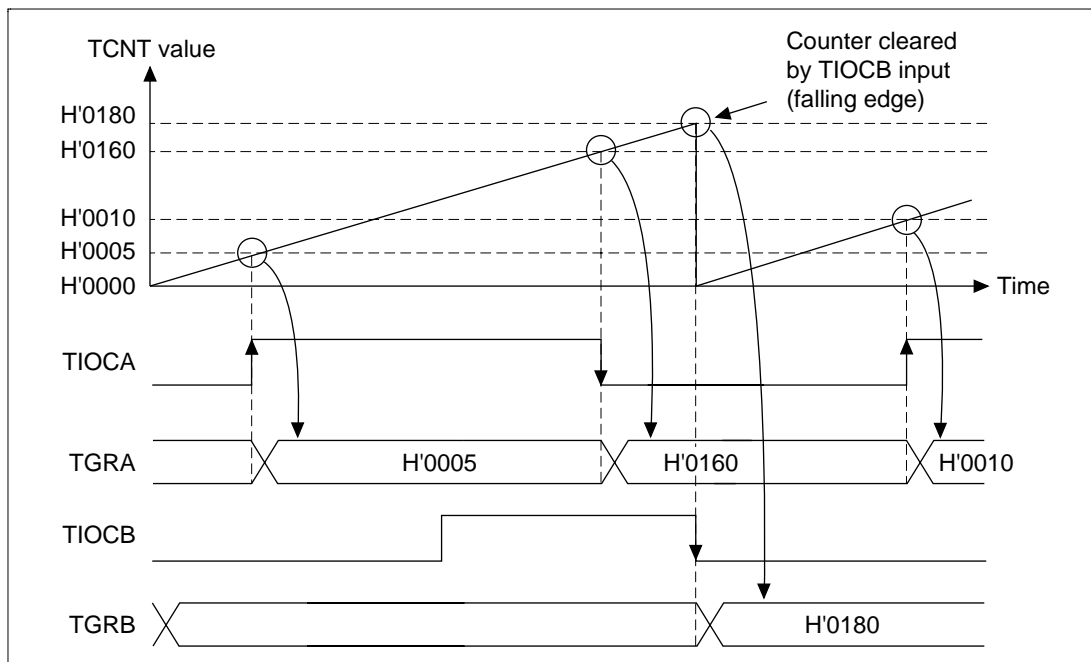 TCNT value
Counter cleared
by TIOCB input
(falling edge)
H'0180
H'0160
H'0010
H'0005
H'0000
Time
TIOCA
TGRA
H'0005
H'0160
H'0010
TIOCB
TGRB
H'0180